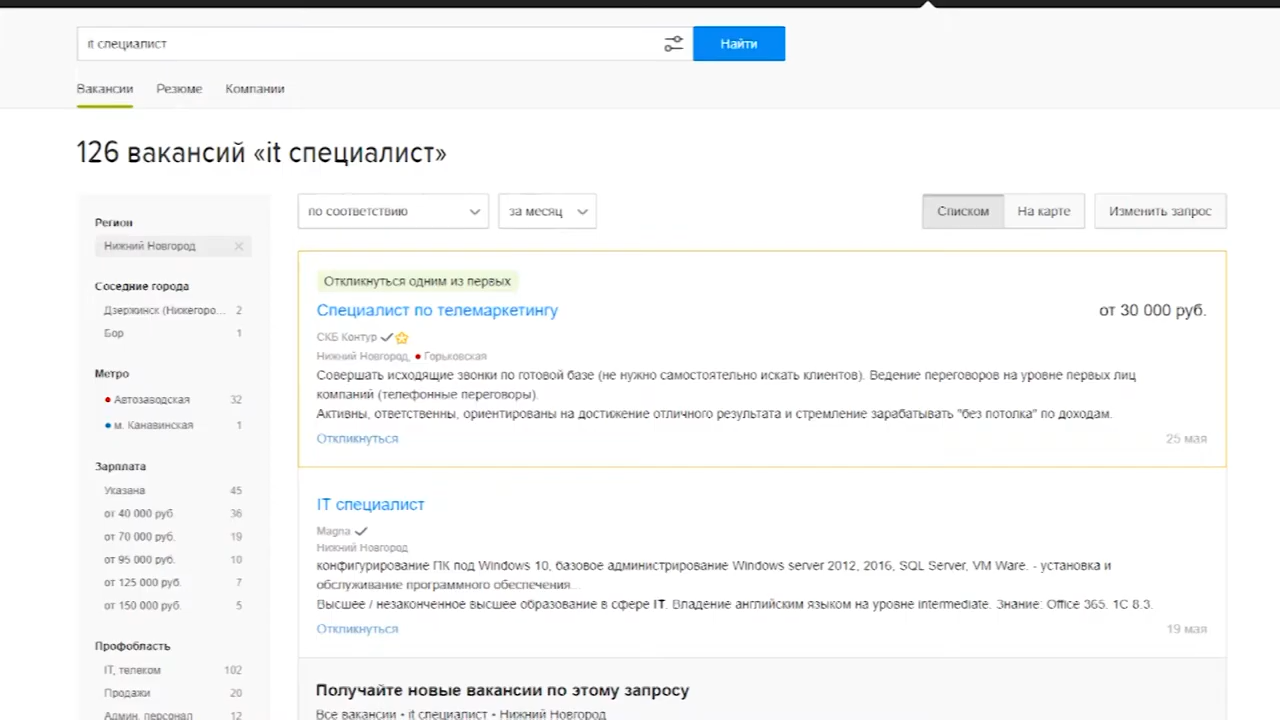 it специалист
Найти
Вакансии Резюме Компании
126 вакансий «it специалист»
Регион
Нижний Новгород
Соседние города
Дзержинск (Нижегоро... 2
Бор 1
Метро
Автозаводская 32
м. Канавинская 1
Зарплата
Указана 45
от 40 000 руб. 36
от 70 000 руб. 19
от 95 000 руб. 10
от 125 000 руб. 7
от 150 000 руб. 5
Профобласть
IT, телеком 102
Продажи 20
Админ. персонал 12
по соответствию
за месяц
Списком На карте
Изменить запрос
Откликнуться одним из первых
Специалист по телемаркетингу от 30 000 руб.
СКБ Контур
Нижний Новгород, Горьковская
Совершать исходящие звонки по готовой базе (не нужно самостоятельно искать клиентов). Ведение переговоров на уровне первых лиц
компаний (телефонные переговоры).
Активны, ответственны, ориентированы на достижение отличного результата и стремление зарабатывать "без потолка" по доходам.
Откликнуться 25 мая
IT специалист
Magna
Нижний Новгород
конфигурирование ПК под Windows 10, базовое администрирование Windows server 2012, 2016, SQL Server, VM Ware. - установка и
обслуживание программного обеспечения...
Высшее / незаконченное высшее образование в сфере IT. Владение английским языком на уровне intermediate. Знание: Office 365. 1С 8.3.
Откликнуться 19 мая
Получайте новые вакансии по этому запросу
Все вакансии • it специалист • Нижний Новгород